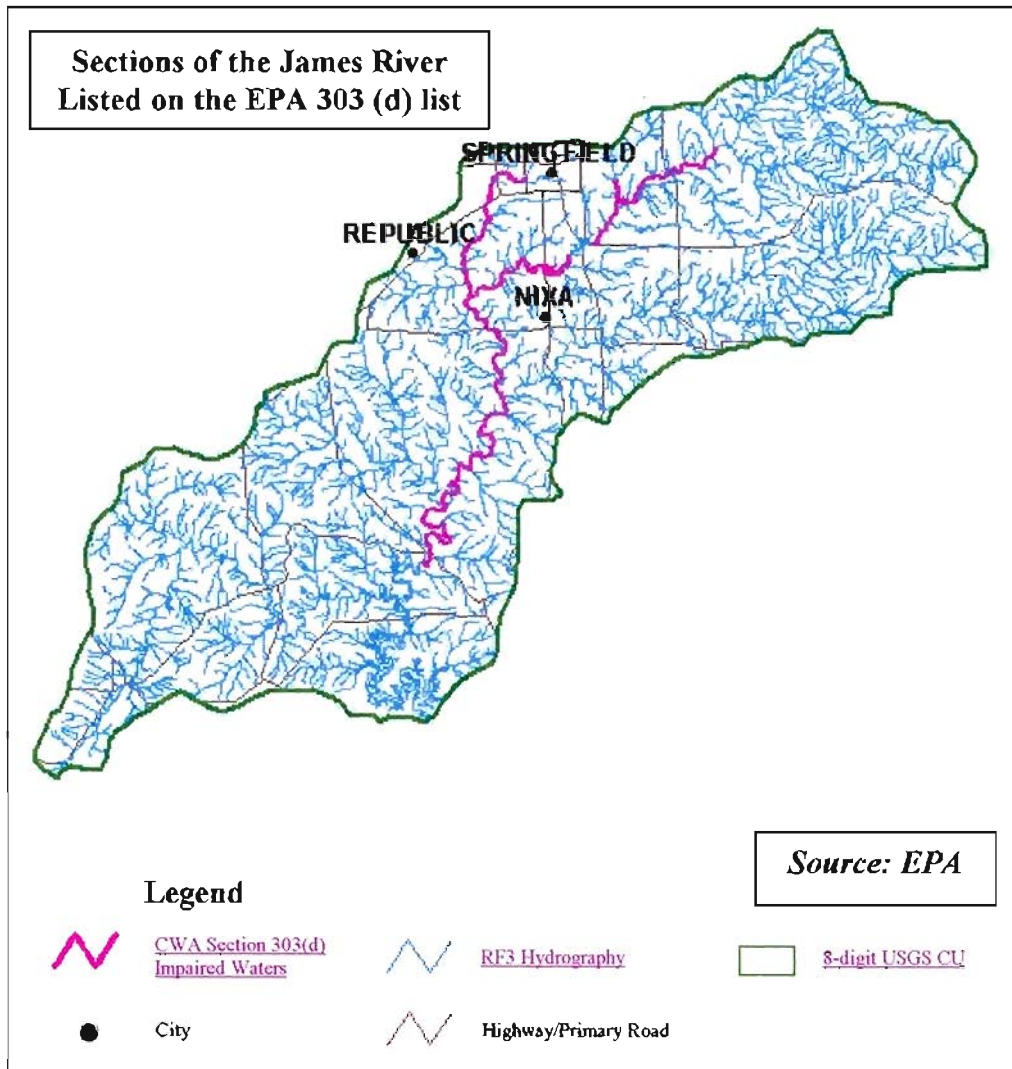 Sections of the James River
Listed on the EPA 303 (d) list
SPRINGFIELD
REPUBLIC
NIXA
Source: EPA
Legend
CWA Section 303(d)
Impaired Waters
RF3 Hydrography
8-digit USGS CU
City
Highway/Primary Road